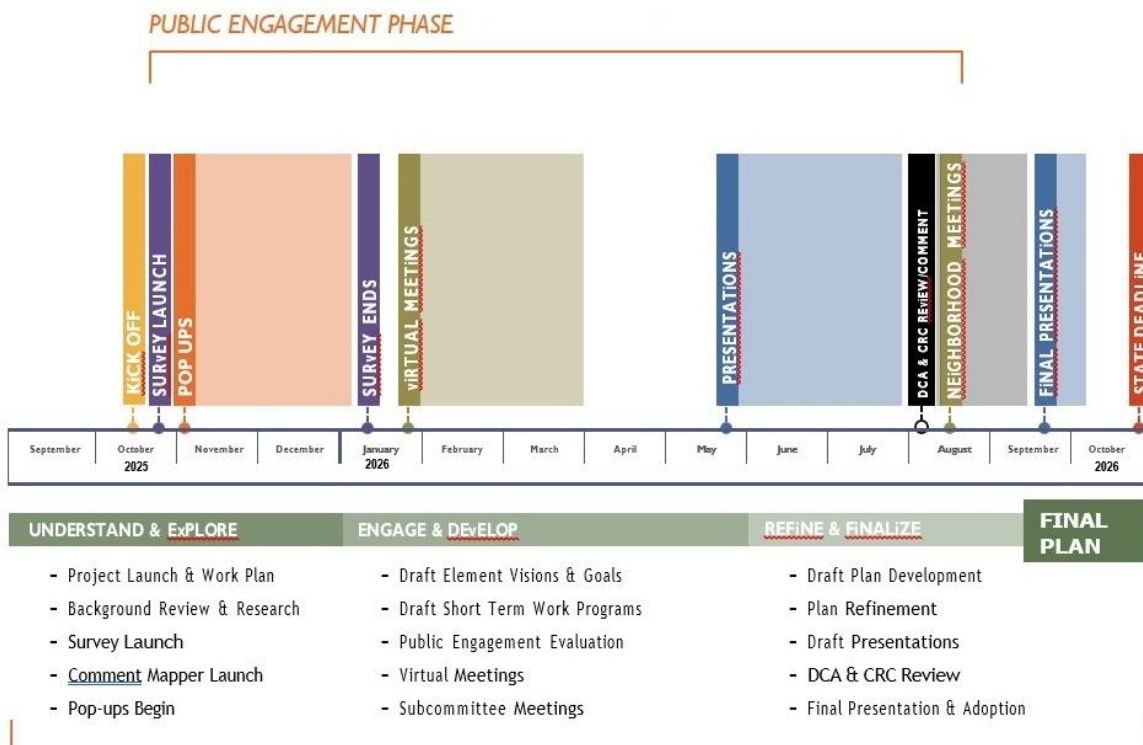 PUBLIC ENGAGEMENT PHASE
KiCK OFF
SURvEY LAUNCH
POP UPS
SURvEY ENDS
viRTUAL MEETiNGS
PRESENTATiONS
DCA & CRC REviEW/COMMENT
NEiGHBORHOOD MEETiNGS
FiNAL PRESENTATiONS
STATE DEADLiNE
September
October
2025
November
December
January
2026
February
March
April
May
June
July
August
September
October
2026
UNDERSTAND & ExPLORE
- Project Launch & Work Plan
- Background Review & Research
- Survey Launch
- Comment Mapper Launch
- Pop-ups Begin
ENGAGE & DEvELOP
- Draft Element Visions & Goals
- Draft Short Term Work Programs
- Public Engagement Evaluation
- Virtual Meetings
- Subcommittee Meetings
REFiNE & FiNALiZE
- Draft Plan Development
- Plan Refinement
- Draft Presentations
- DCA & CRC Review
- Final Presentation & Adoption
FINAL
PLAN